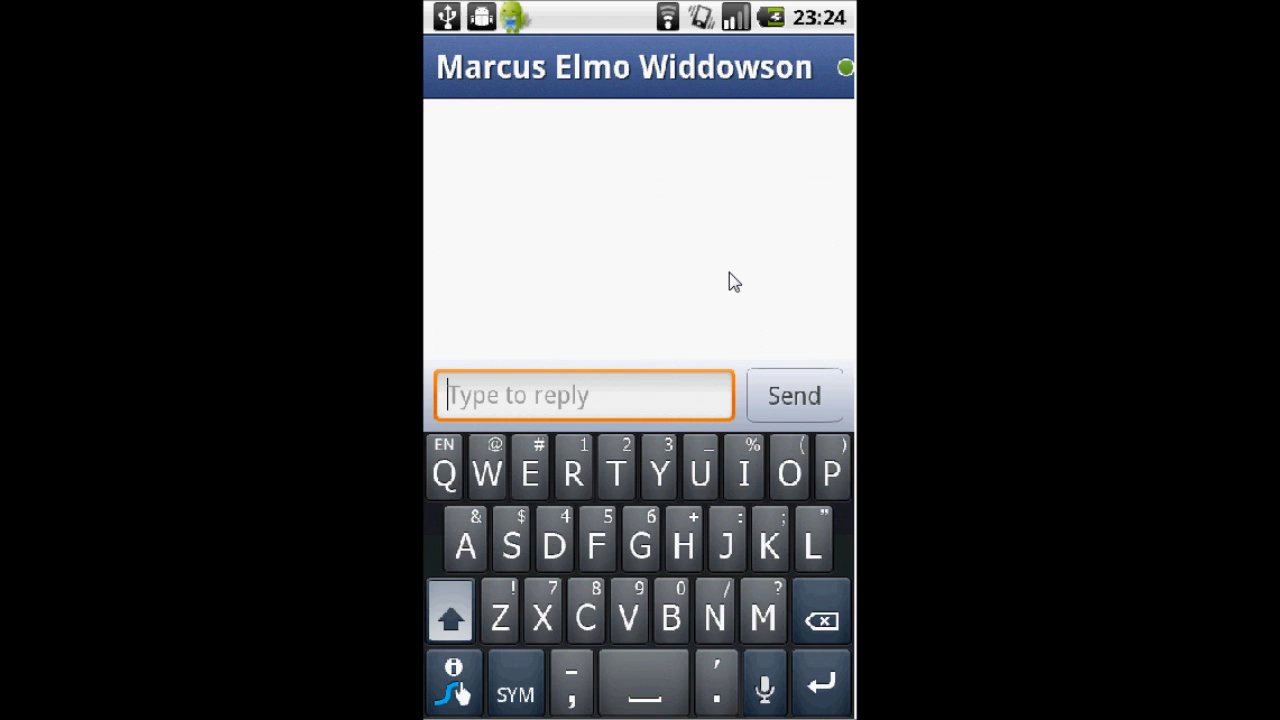 23:24
Marcus Elmo Widdowson
Type to reply
Send
EN @ # 1 2 3 _ % ( )
Q W E R T Y U I O P
& $ 4 5 6 + : ; "
A S D F G H J K L
! 7 8 9 0 / ?
Z X C V B N M
SYM - , ' .